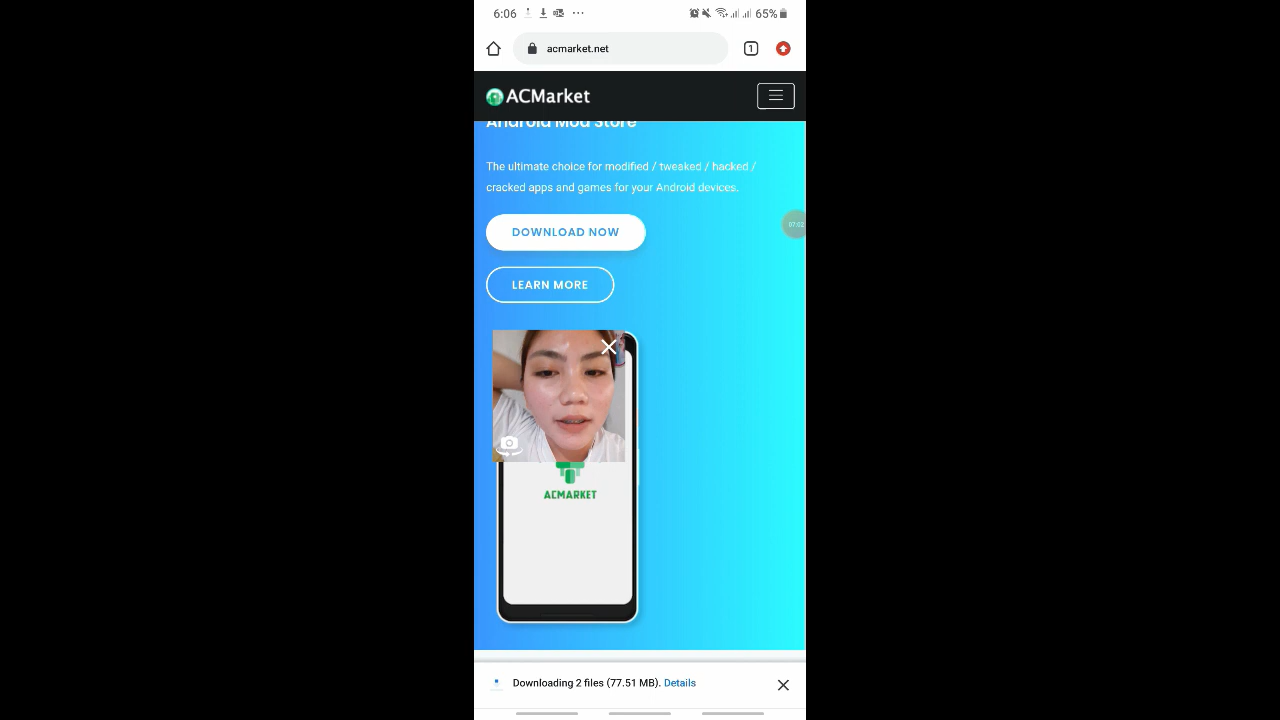 6:06
65%
acmarket.net
1
ACMarket
Android Mod Store
The ultimate choice for modified / tweaked / hacked /
cracked apps and games for your Android devices.
DOWNLOAD NOW
LEARN MORE
ACMARKET
Downloading 2 files (77.51 MB). Details